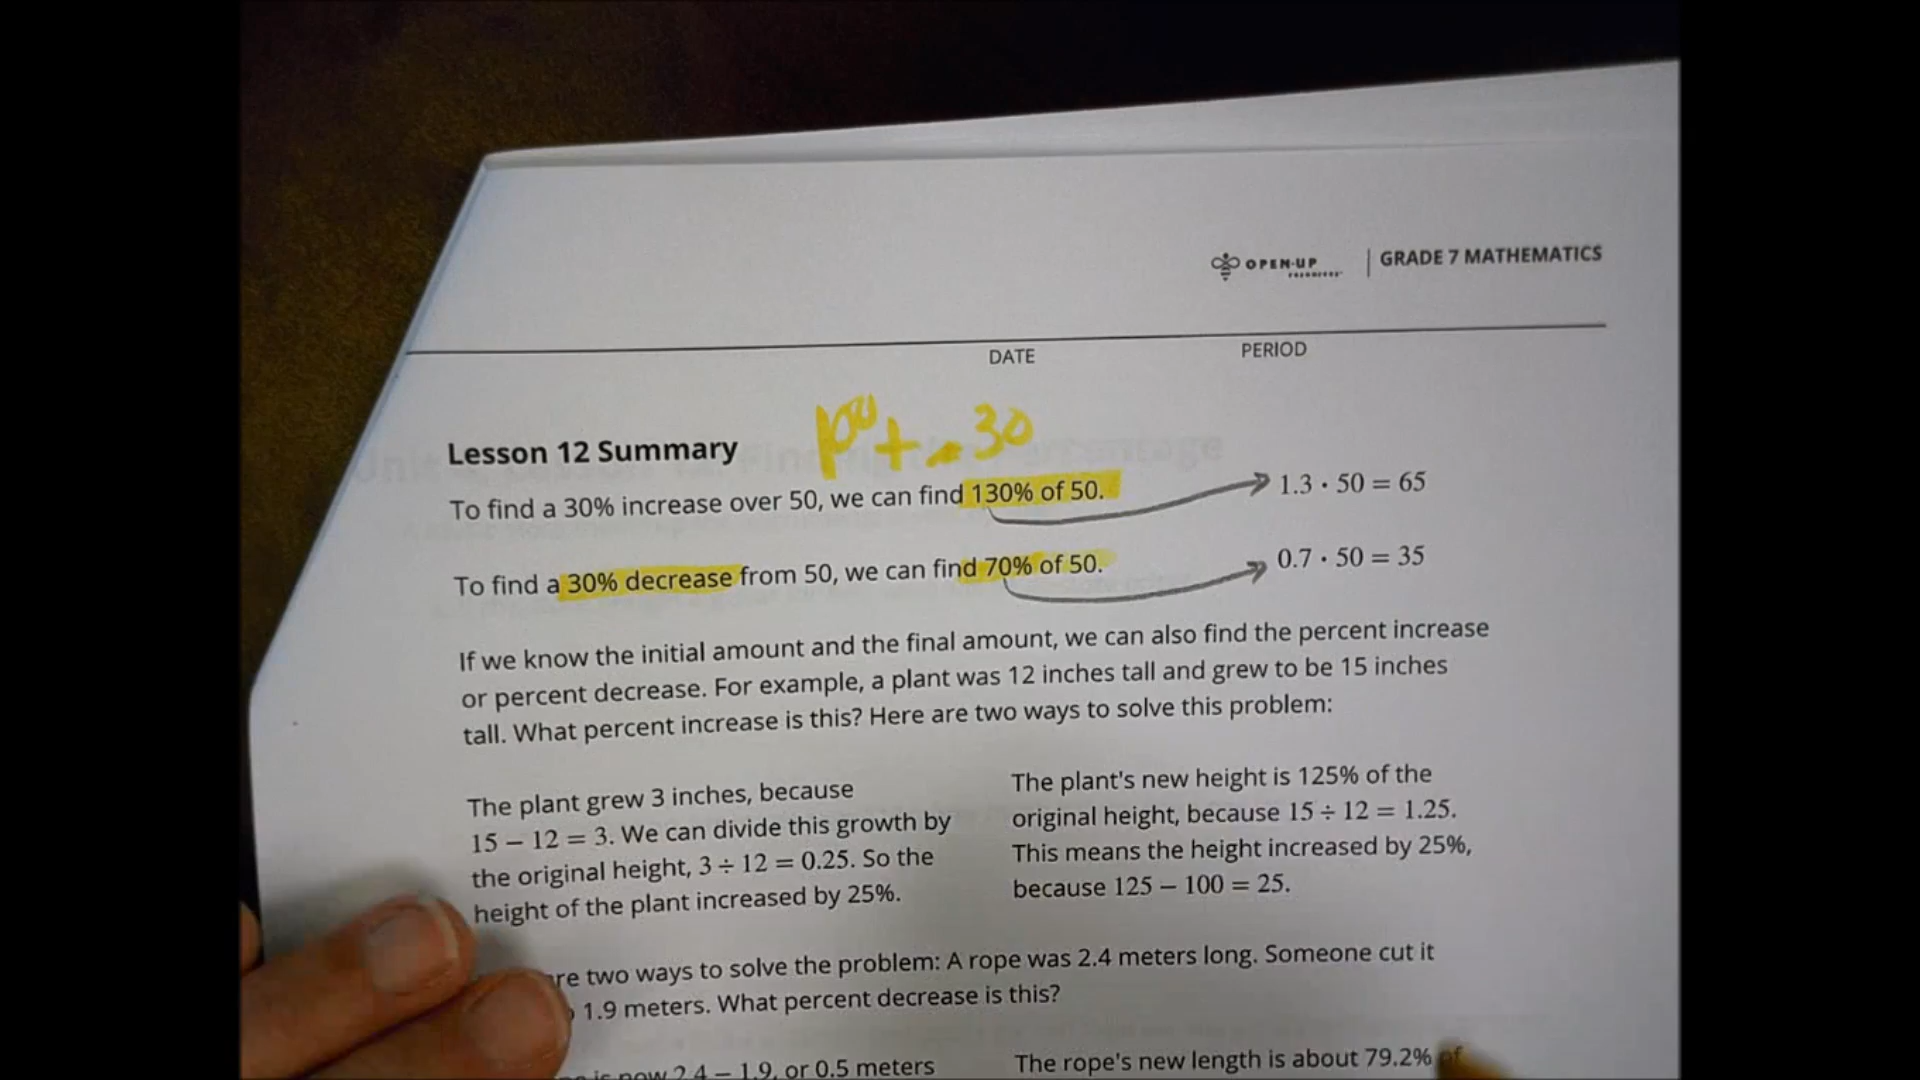 OPEN-UP
RESOURCES
GRADE 7 MATHEMATICS
DATE PERIOD
100 + - 30
Lesson 12 Summary
To find a 30% increase over 50, we can find 130% of 50. 1.3 · 50 = 65
To find a 30% decrease from 50, we can find 70% of 50. 0.7 · 50 = 35
If we know the initial amount and the final amount, we can also find the percent increase
or percent decrease. For example, a plant was 12 inches tall and grew to be 15 inches
tall. What percent increase is this? Here are two ways to solve this problem:
The plant grew 3 inches, because
15 − 12 = 3. We can divide this growth by
the original height, 3 ÷ 12 = 0.25. So the
height of the plant increased by 25%.
The plant's new height is 125% of the
original height, because 15 ÷ 12 = 1.25.
This means the height increased by 25%,
because 125 − 100 = 25.
two ways to solve the problem: A rope was 2.4 meters long. Someone cut it
1.9 meters. What percent decrease is this?
is now 2.4 − 1.9, or 0.5 meters
The rope's new length is about 79.2% of